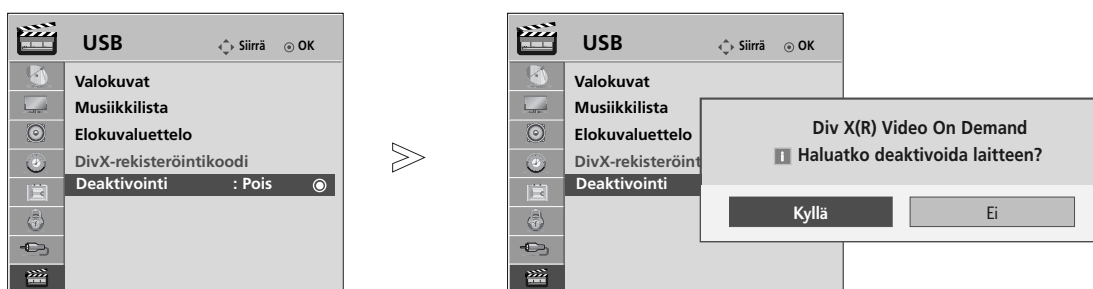 USB Siirrä OK
Valokuvat
Musiikkilista
Elokuvaluettelo
DivX-rekisteröintikoodi
Deaktivointi : Pois
USB Siirrä OK
Valokuvat
Musiikkilista
Elokuvaluettelo
DivX-rekisteröint
Deaktivointi
Div X(R) Video On Demand
i Haluatko deaktivoida laitteen?
Kyllä Ei